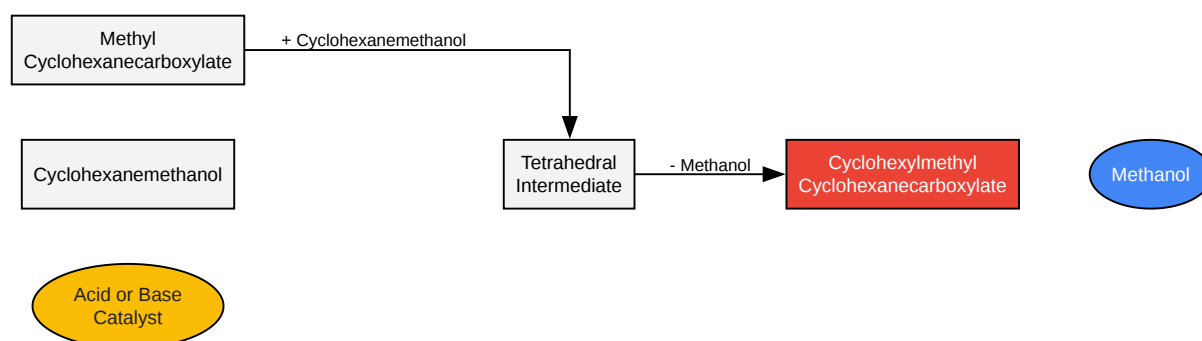 Methyl
Cyclohexanecarboxylate
+ Cyclohexanemethanol
Cyclohexanemethanol
Tetrahedral
Intermediate
- Methanol
Cyclohexylmethyl
Cyclohexanecarboxylate
Methanol
Acid or Base
Catalyst